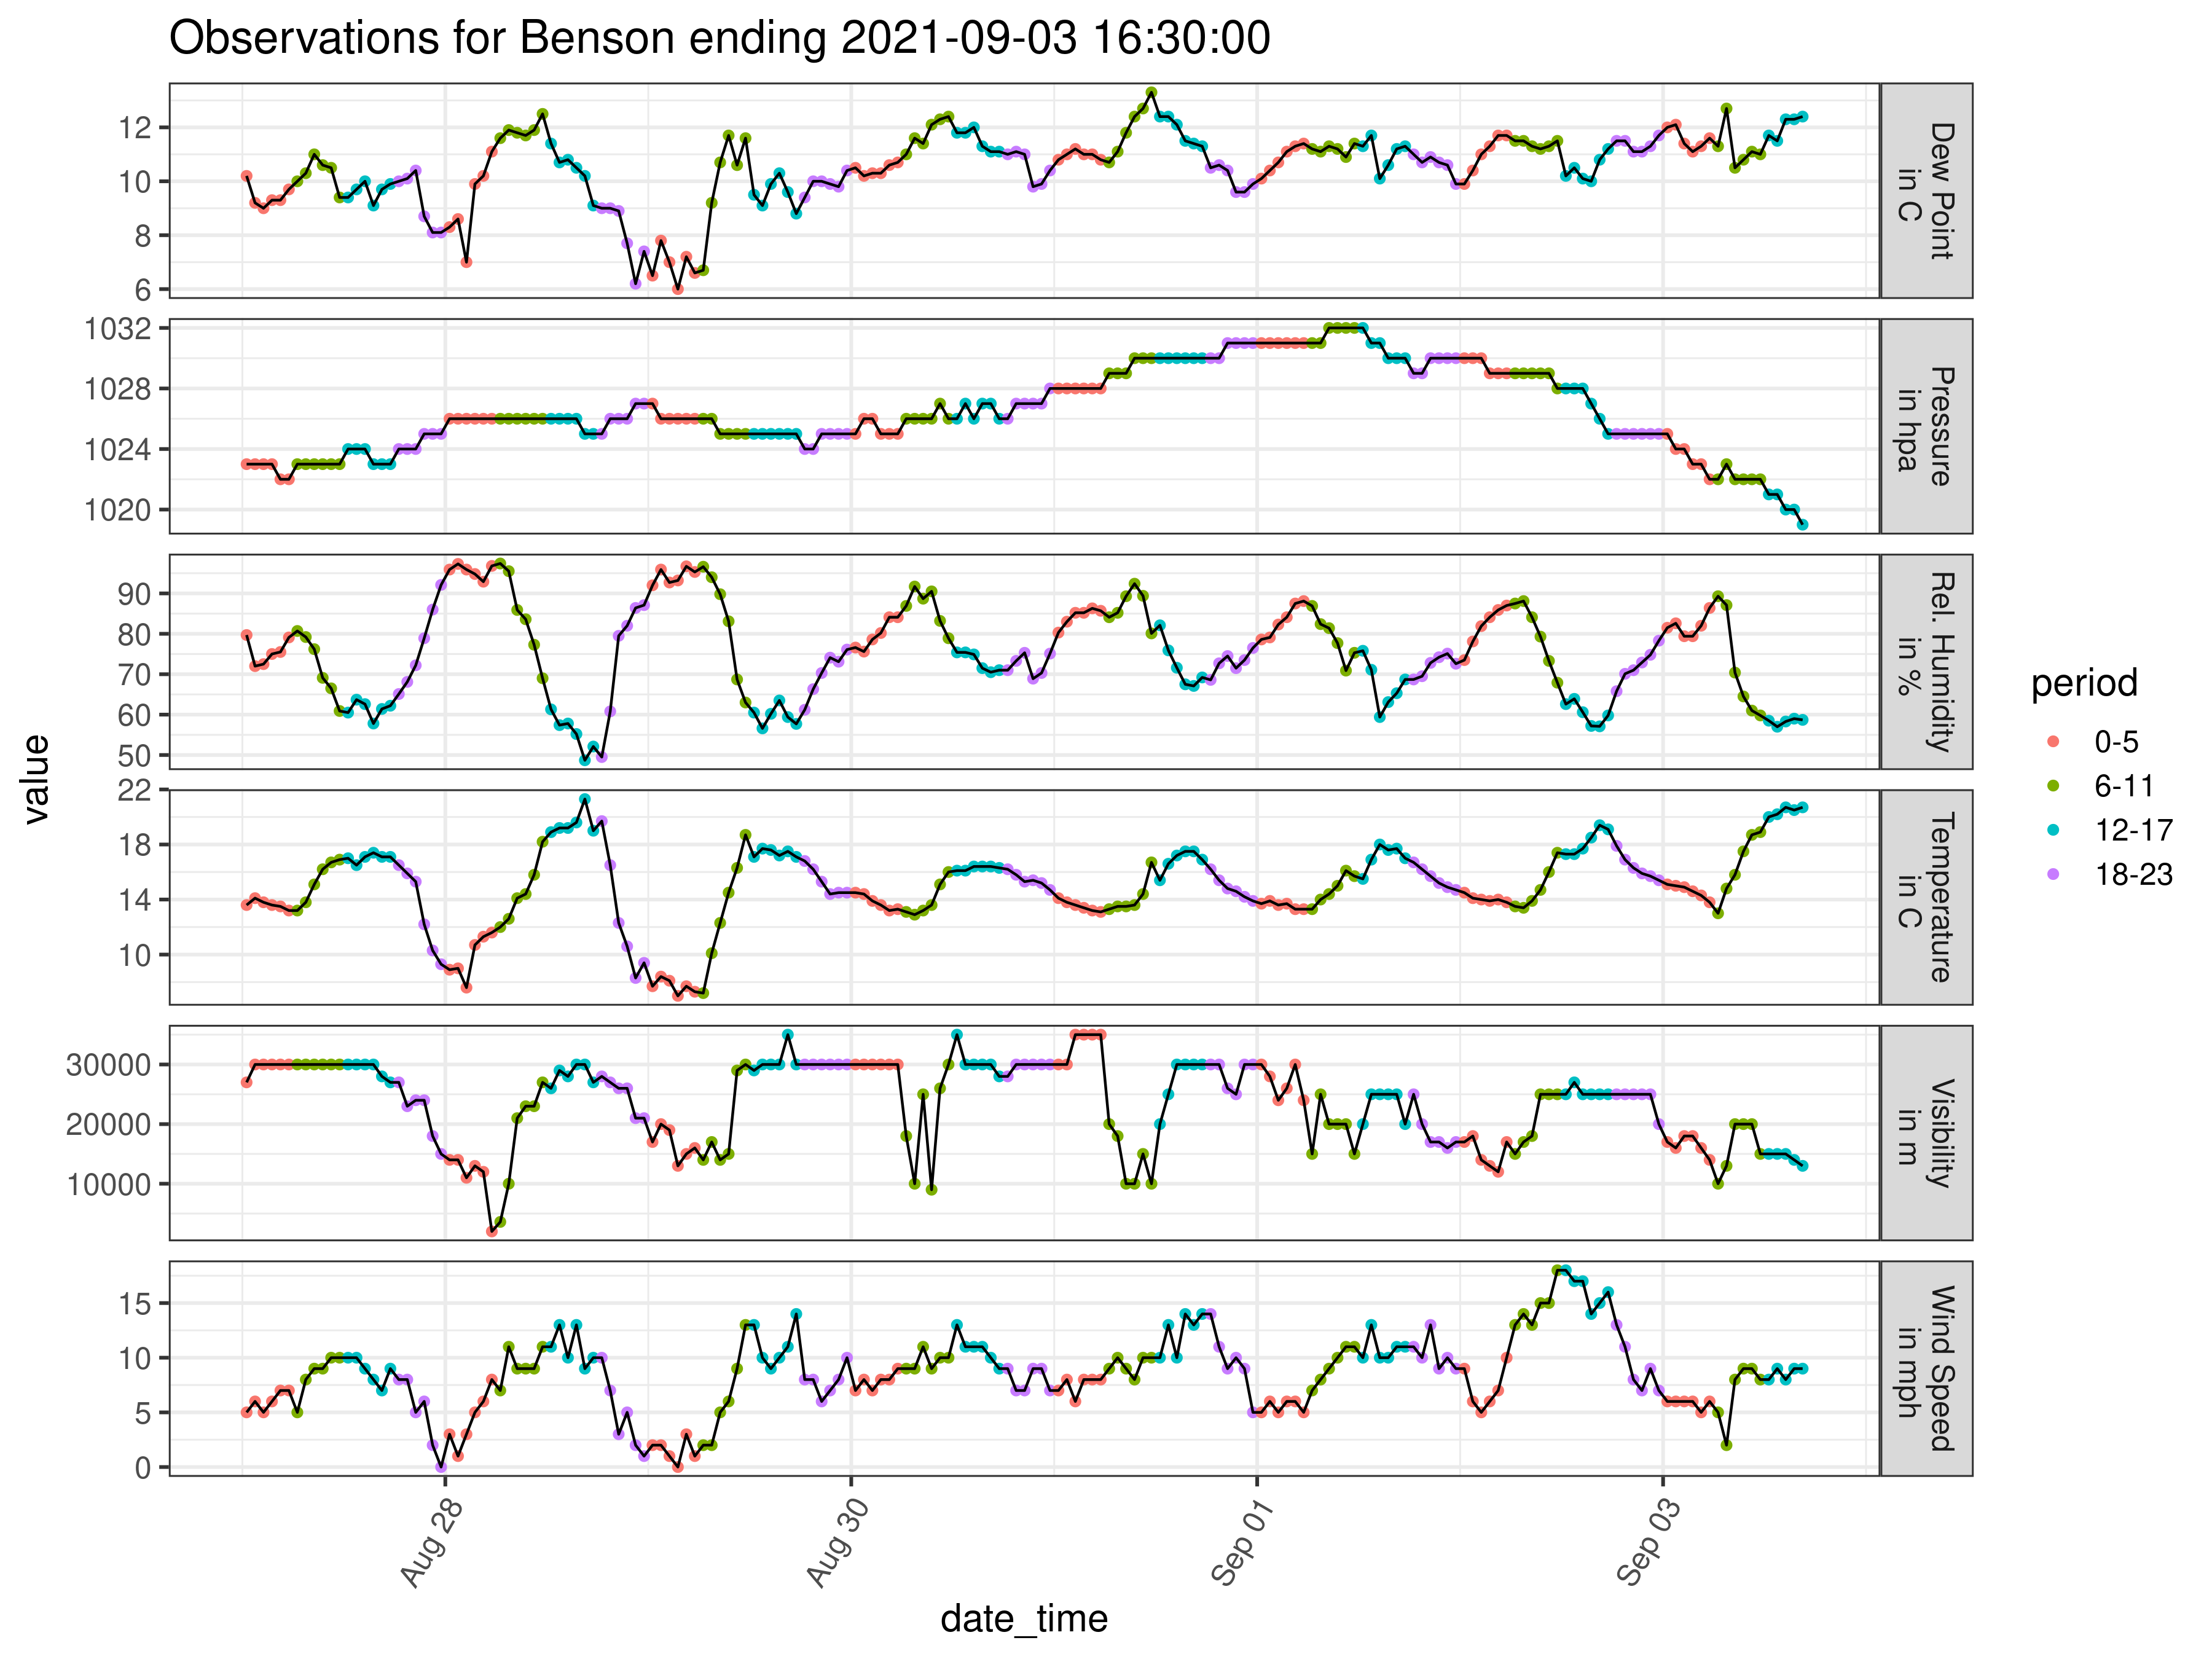 Observations for Benson ending 2021-09-03 16:30:00
value
12
10
8
6
Dew Point
in C
1032
1028
1024
1020
Pressure
in hpa
90
80
70
60
50
Rel. Humidity
in %
22
18
14
10
Temperature
in C
30000
20000
10000
Visibility
in m
15
10
5
0
Wind Speed
in mph
Aug 28
Aug 30
Sep 01
Sep 03
date_time
period
0-5
6-11
12-17
18-23